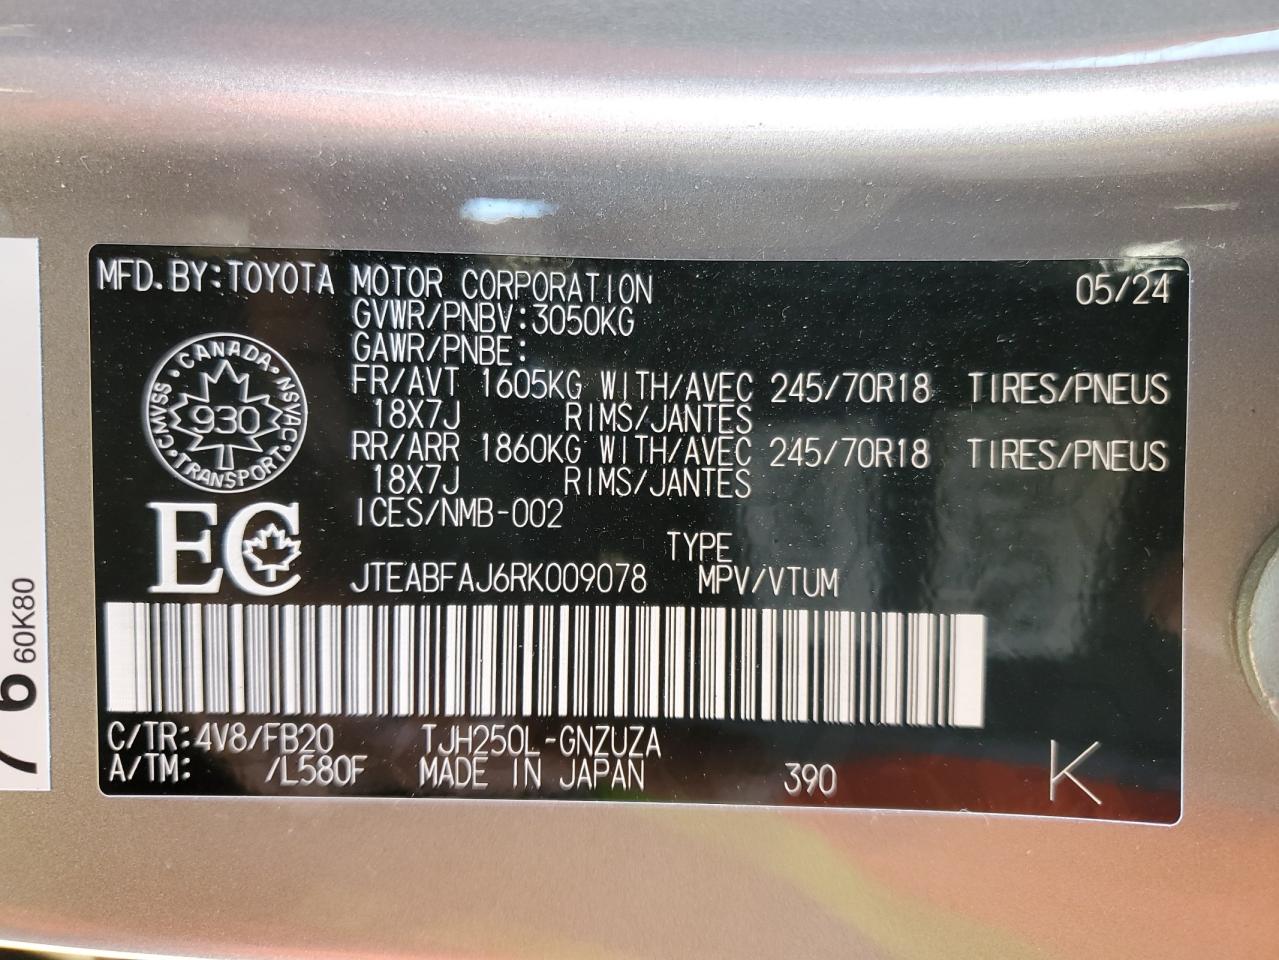 MFD.BY:TOYOTA MOTOR CORPORATION 05/24
GVWR/PNBV:3050KG
GAWR/PNBE:
FR/AVT 1605KG WITH/AVEC 245/70R18 TIRES/PNEUS
18X7J RIMS/JANTES
RR/ARR 1860KG WITH/AVEC 245/70R18 TIRES/PNEUS
18X7J RIMS/JANTES
ICES/NMB-002
CANADA · NSVAC · TRANSPORT · CMVSS ·
930
EC
TYPE
JTEABFAJ6RK009078 MPV/VTUM
C/TR:4V8/FB20 TJH250L-GNZUZA
A/TM: /L580F MADE IN JAPAN 390 K
60K80